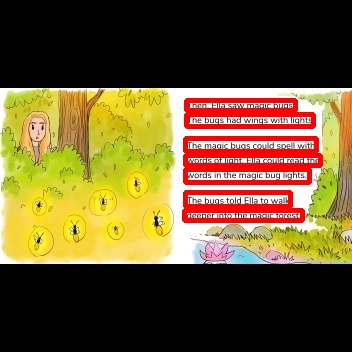 Then, Ella saw magic bugs.
The bugs had wings with lights.
The magic bugs could spell with
words of light. Ella could read the
words in the magic bug lights.
The bugs told Ella to walk
deeper into the magic forest.